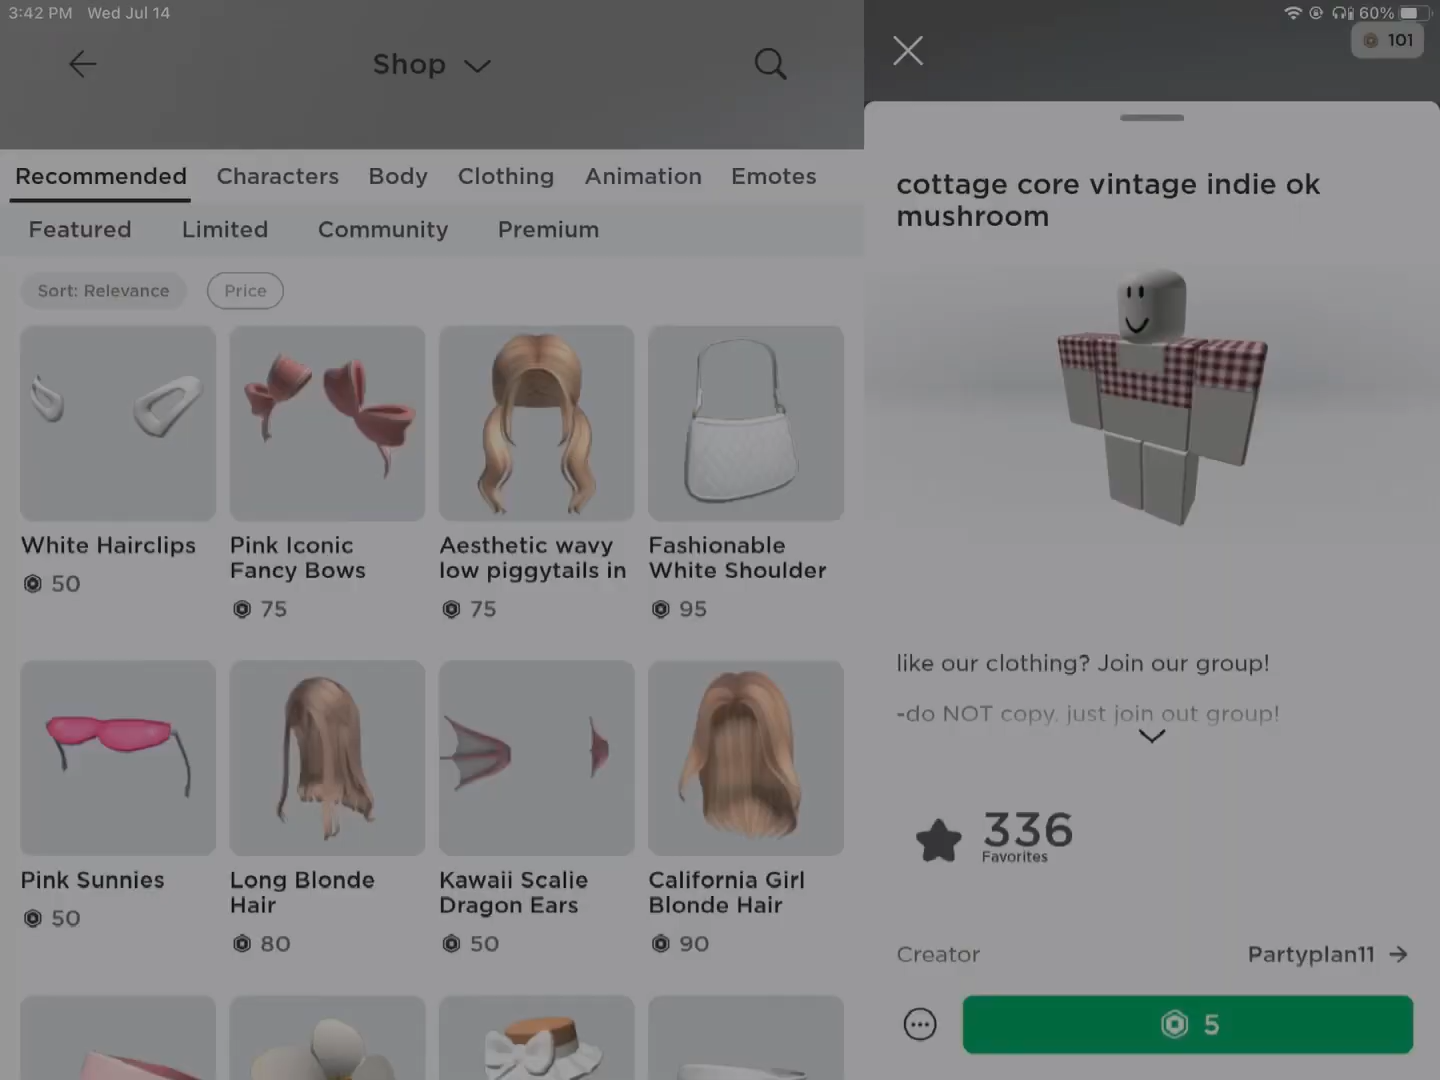 3:42 PM Wed Jul 14
60%
101
Shop
Recommended Characters Body Clothing Animation Emotes
Featured Limited Community Premium
Sort: Relevance Price
White Hairclips
50
Pink Iconic
Fancy Bows
75
Aesthetic wavy
low piggytails in
75
Fashionable
White Shoulder
95
Pink Sunnies
50
Long Blonde
Hair
80
Kawaii Scalie
Dragon Ears
50
California Girl
Blonde Hair
90
cottage core vintage indie ok
mushroom
like our clothing? Join our group!
-do NOT copy. just join out group!
336
Favorites
Creator Partyplan11
5